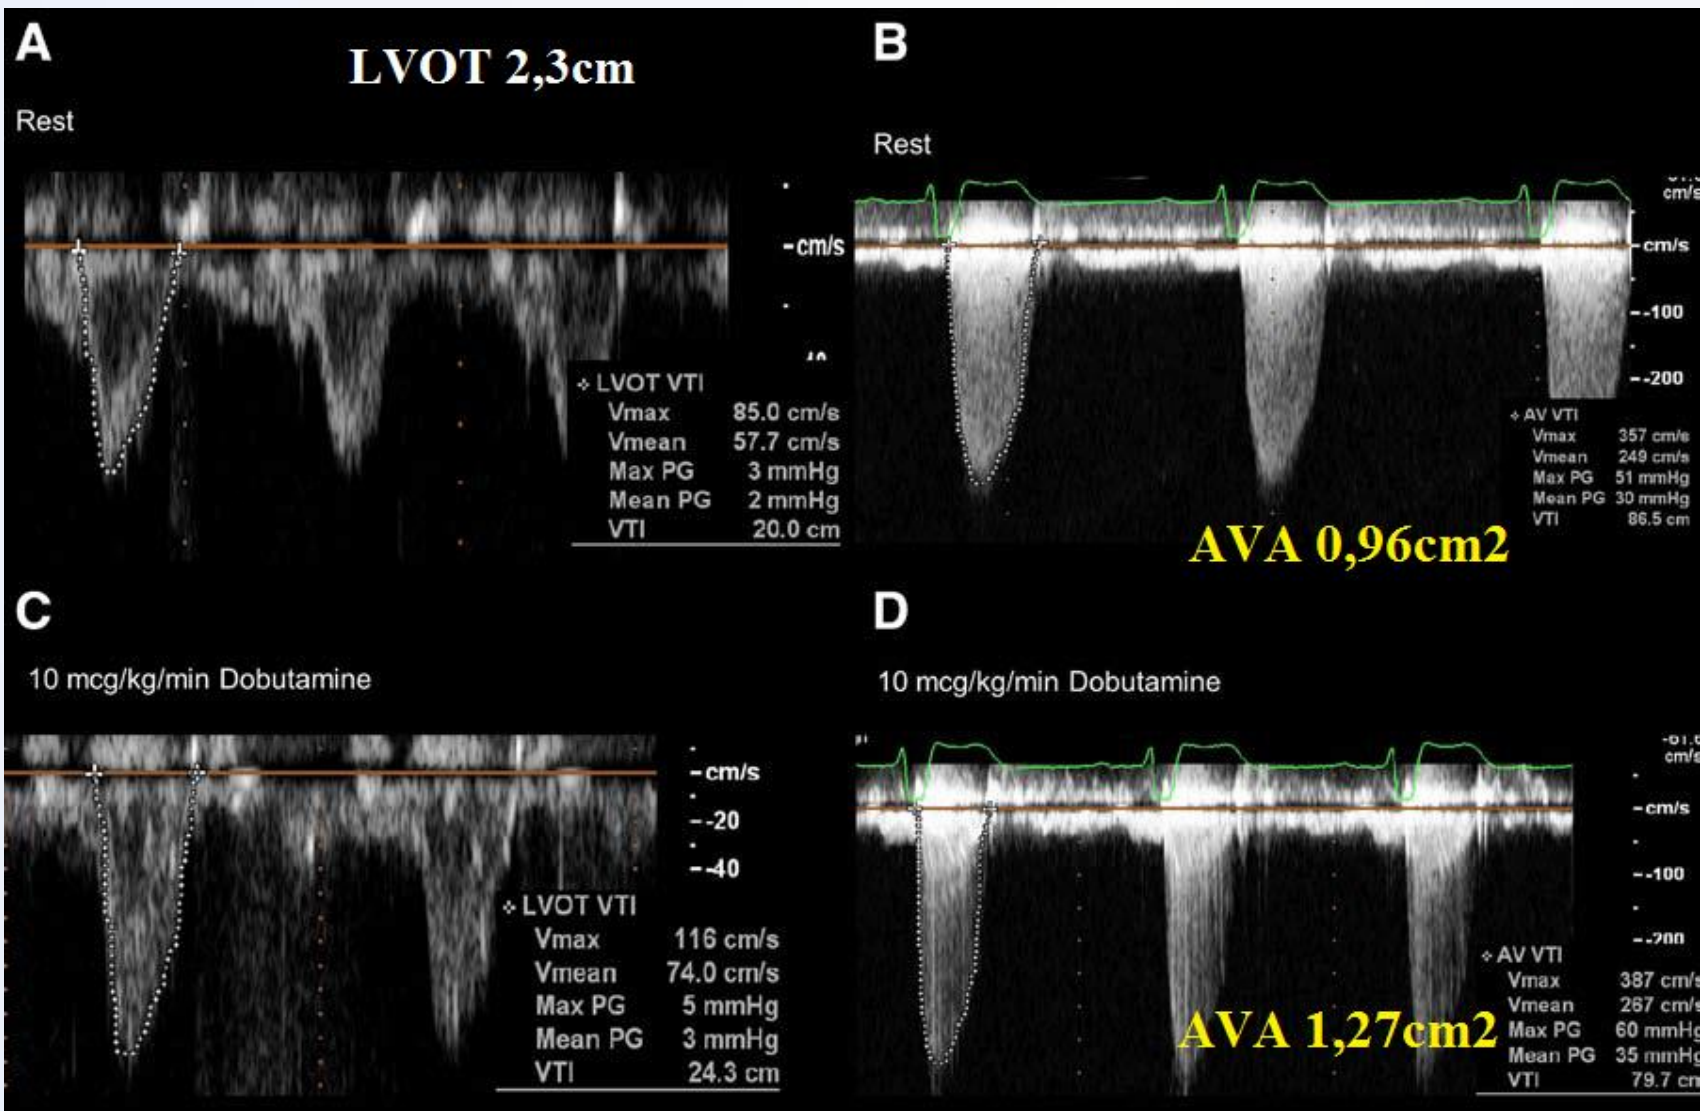 A
LVOT 2,3cm
Rest
cm/s
LVOT VTI
Vmax 85.0 cm/s
Vmean 57.7 cm/s
Max PG 3 mmHg
Mean PG 2 mmHg
VTI 20.0 cm
B
Rest
cm/s
cm/s
-100
-200
AV VTI
Vmax 357 cm/s
Vmean 249 cm/s
Max PG 51 mmHg
Mean PG 30 mmHg
VTI 86.5 cm
AVA 0,96cm2
C
10 mcg/kg/min Dobutamine
cm/s
-20
-40
LVOT VTI
Vmax 116 cm/s
Vmean 74.0 cm/s
Max PG 5 mmHg
Mean PG 3 mmHg
VTI 24.3 cm
D
10 mcg/kg/min Dobutamine
cm/s
cm/s
-100
-200
AV VTI
Vmax 387 cm/s
Vmean 267 cm/s
Max PG 60 mmHg
Mean PG 35 mmHg
VTI 79.7 cm
AVA 1,27cm2